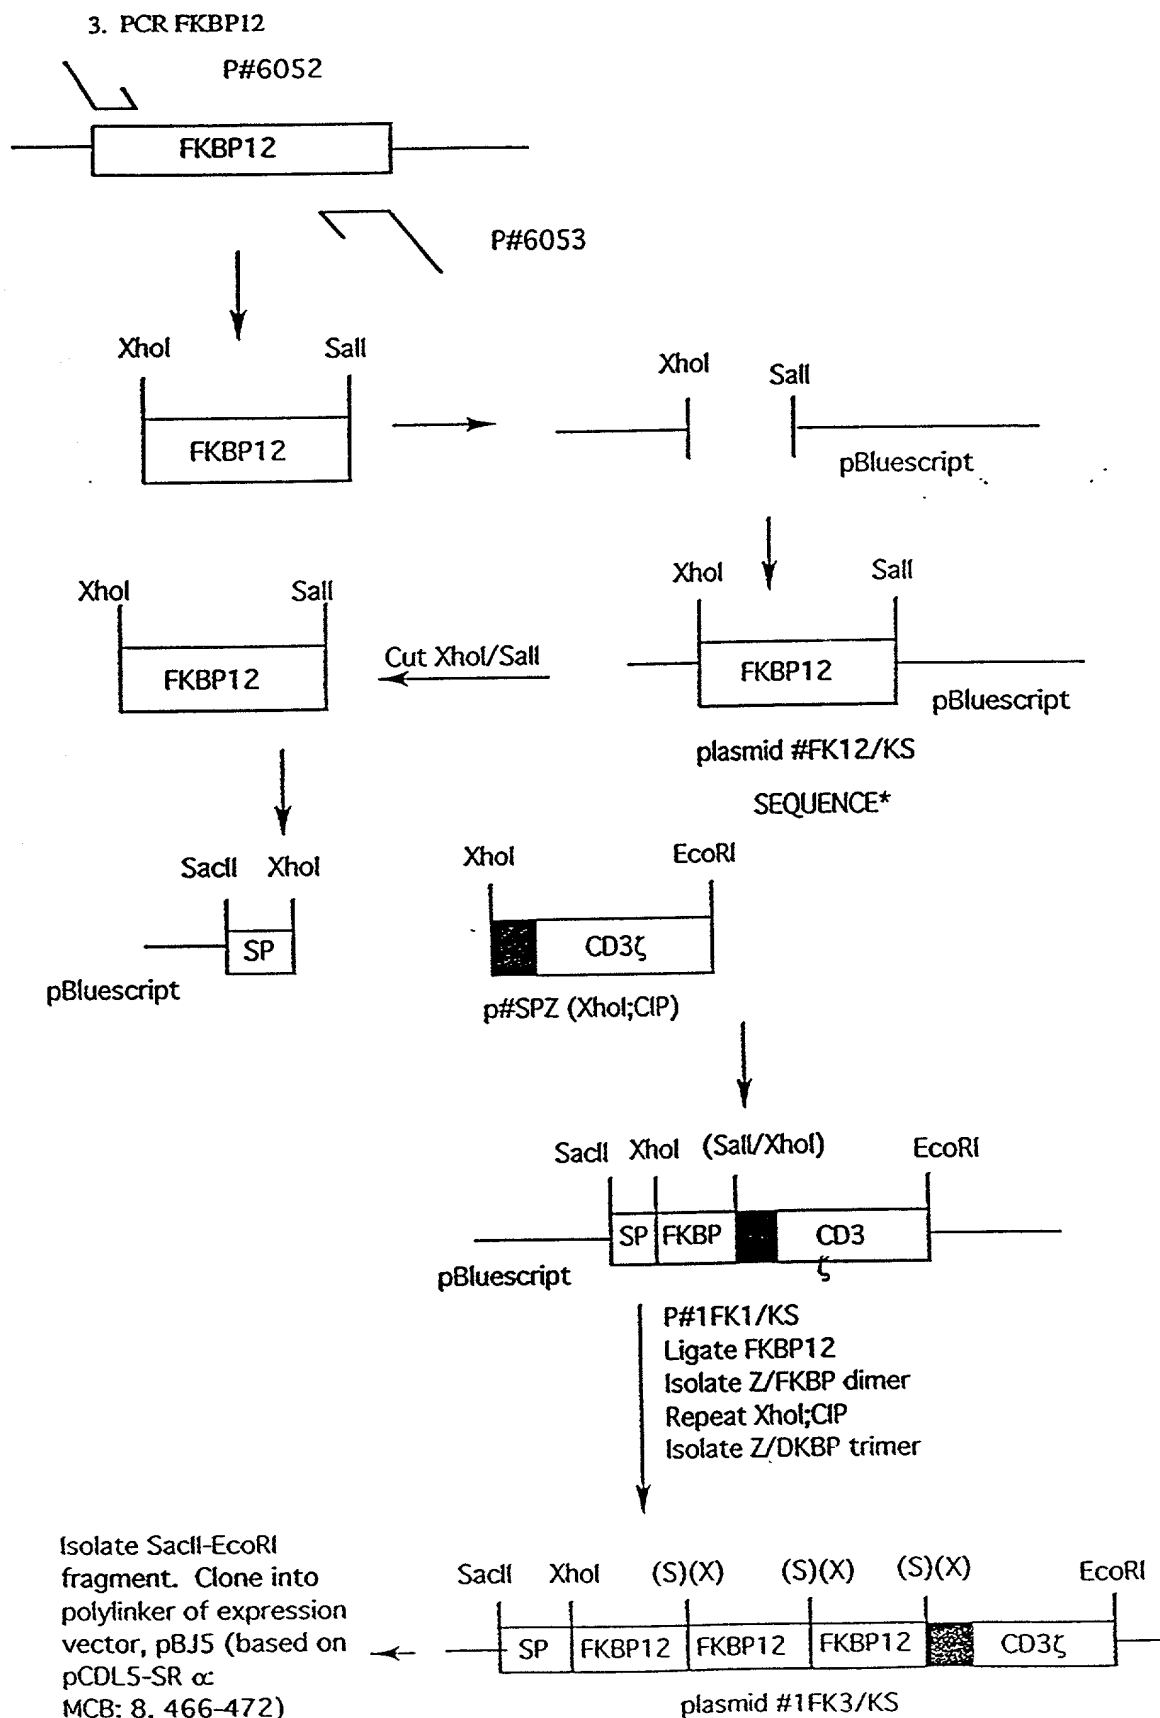 3. PCR FKBP12
P#6052
FKBP12
P#6053
XhoI SalI
FKBP12
XhoI SalI
pBluescript
XhoI SalI
FKBP12
Cut XhoI/SalI
XhoI SalI
FKBP12
pBluescript
plasmid #FK12/KS
SEQUENCE*
SacII XhoI
SP
pBluescript
XhoI EcoRI
CD3ζ
p#SPZ (XhoI;CIP)
SacII XhoI (SalI/XhoI) EcoRI
SP FKBP CD3
ζ
pBluescript
P#1FK1/KS
Ligate FKBP12
Isolate Z/FKBP dimer
Repeat XhoI;CIP
Isolate Z/DKBP trimer
Isolate SacII-EcoRI
fragment. Clone into
polylinker of expression
vector, pBJ5 (based on
pCDL5-SR α:
MCB: 8, 466-472)
SacII XhoI (S)(X) (S)(X) (S)(X) EcoRI
SP FKBP12 FKBP12 FKBP12 CD3ζ
plasmid #1FK3/KS